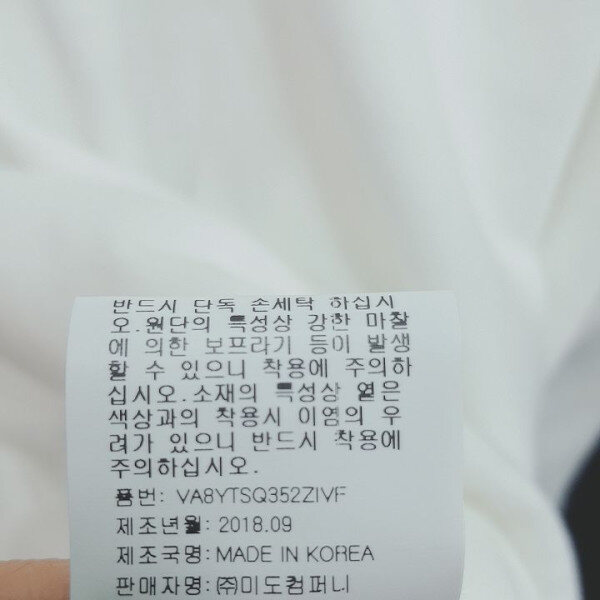 반드시 단독 손세탁 하십시
오.원단의 특성상 강한 마찰
에 의한 보프라기 등이 발생
할 수 있으니 착용에 주의하
십시오.소재의 특성상 옅은
색상과의 착용시 이염의 우
려가 있으니 반드시 착용에
주의하십시오.
품번: VA8YTSQ352ZIVF
제조년월: 2018.09
제조국명: MADE IN KOREA
판매자명: ㈜미도컴퍼니